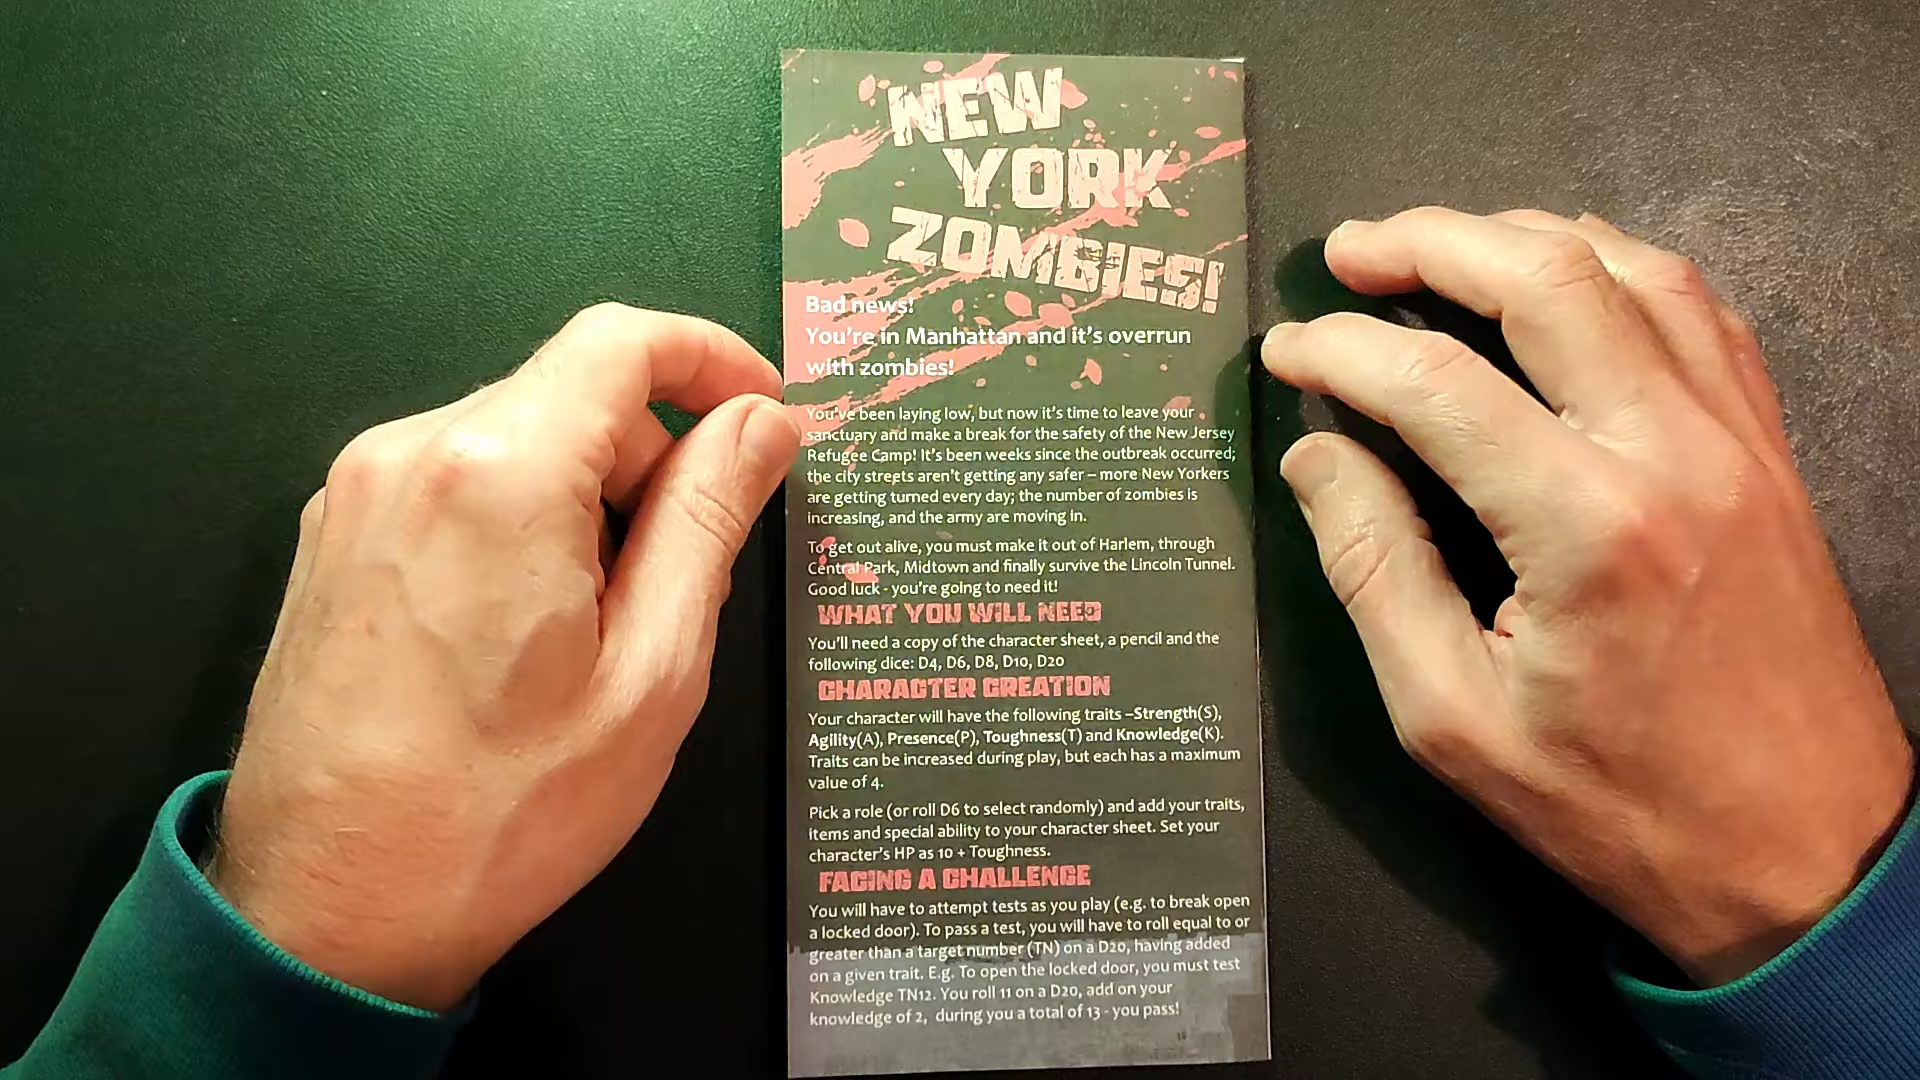 NEW
YORK
ZOMBIES!
Bad news!
You're in Manhattan and it's overrun
with zombies!
You've been laying low, but now it's time to leave your
sanctuary and make a break for the safety of the New Jersey
Refugee Camp! It's been weeks since the outbreak occurred;
the city streets aren't getting any safer – more New Yorkers
are getting turned every day; the number of zombies is
increasing, and the army are moving in.
To get out alive, you must make it out of Harlem, through
Central Park, Midtown and finally survive the Lincoln Tunnel.
Good luck - you're going to need it!
WHAT YOU WILL NEED
You'll need a copy of the character sheet, a pencil and the
following dice: D4, D6, D8, D10, D20
CHARACTER CREATION
Your character will have the following traits –Strength(S),
Agility(A), Presence(P), Toughness(T) and Knowledge(K).
Traits can be increased during play, but each has a maximum
value of 4.
Pick a role (or roll D6 to select randomly) and add your traits,
items and special ability to your character sheet. Set your
character's HP as 10 + Toughness.
FACING A CHALLENGE
You will have to attempt tests as you play (e.g. to break open
a locked door). To pass a test, you will have to roll equal to or
greater than a target number (TN) on a D20, having added
on a given trait. E.g. To open the locked door, you must test
Knowledge TN12. You roll 11 on a D20, add on your
knowledge of 2, during you a total of 13 - you pass!